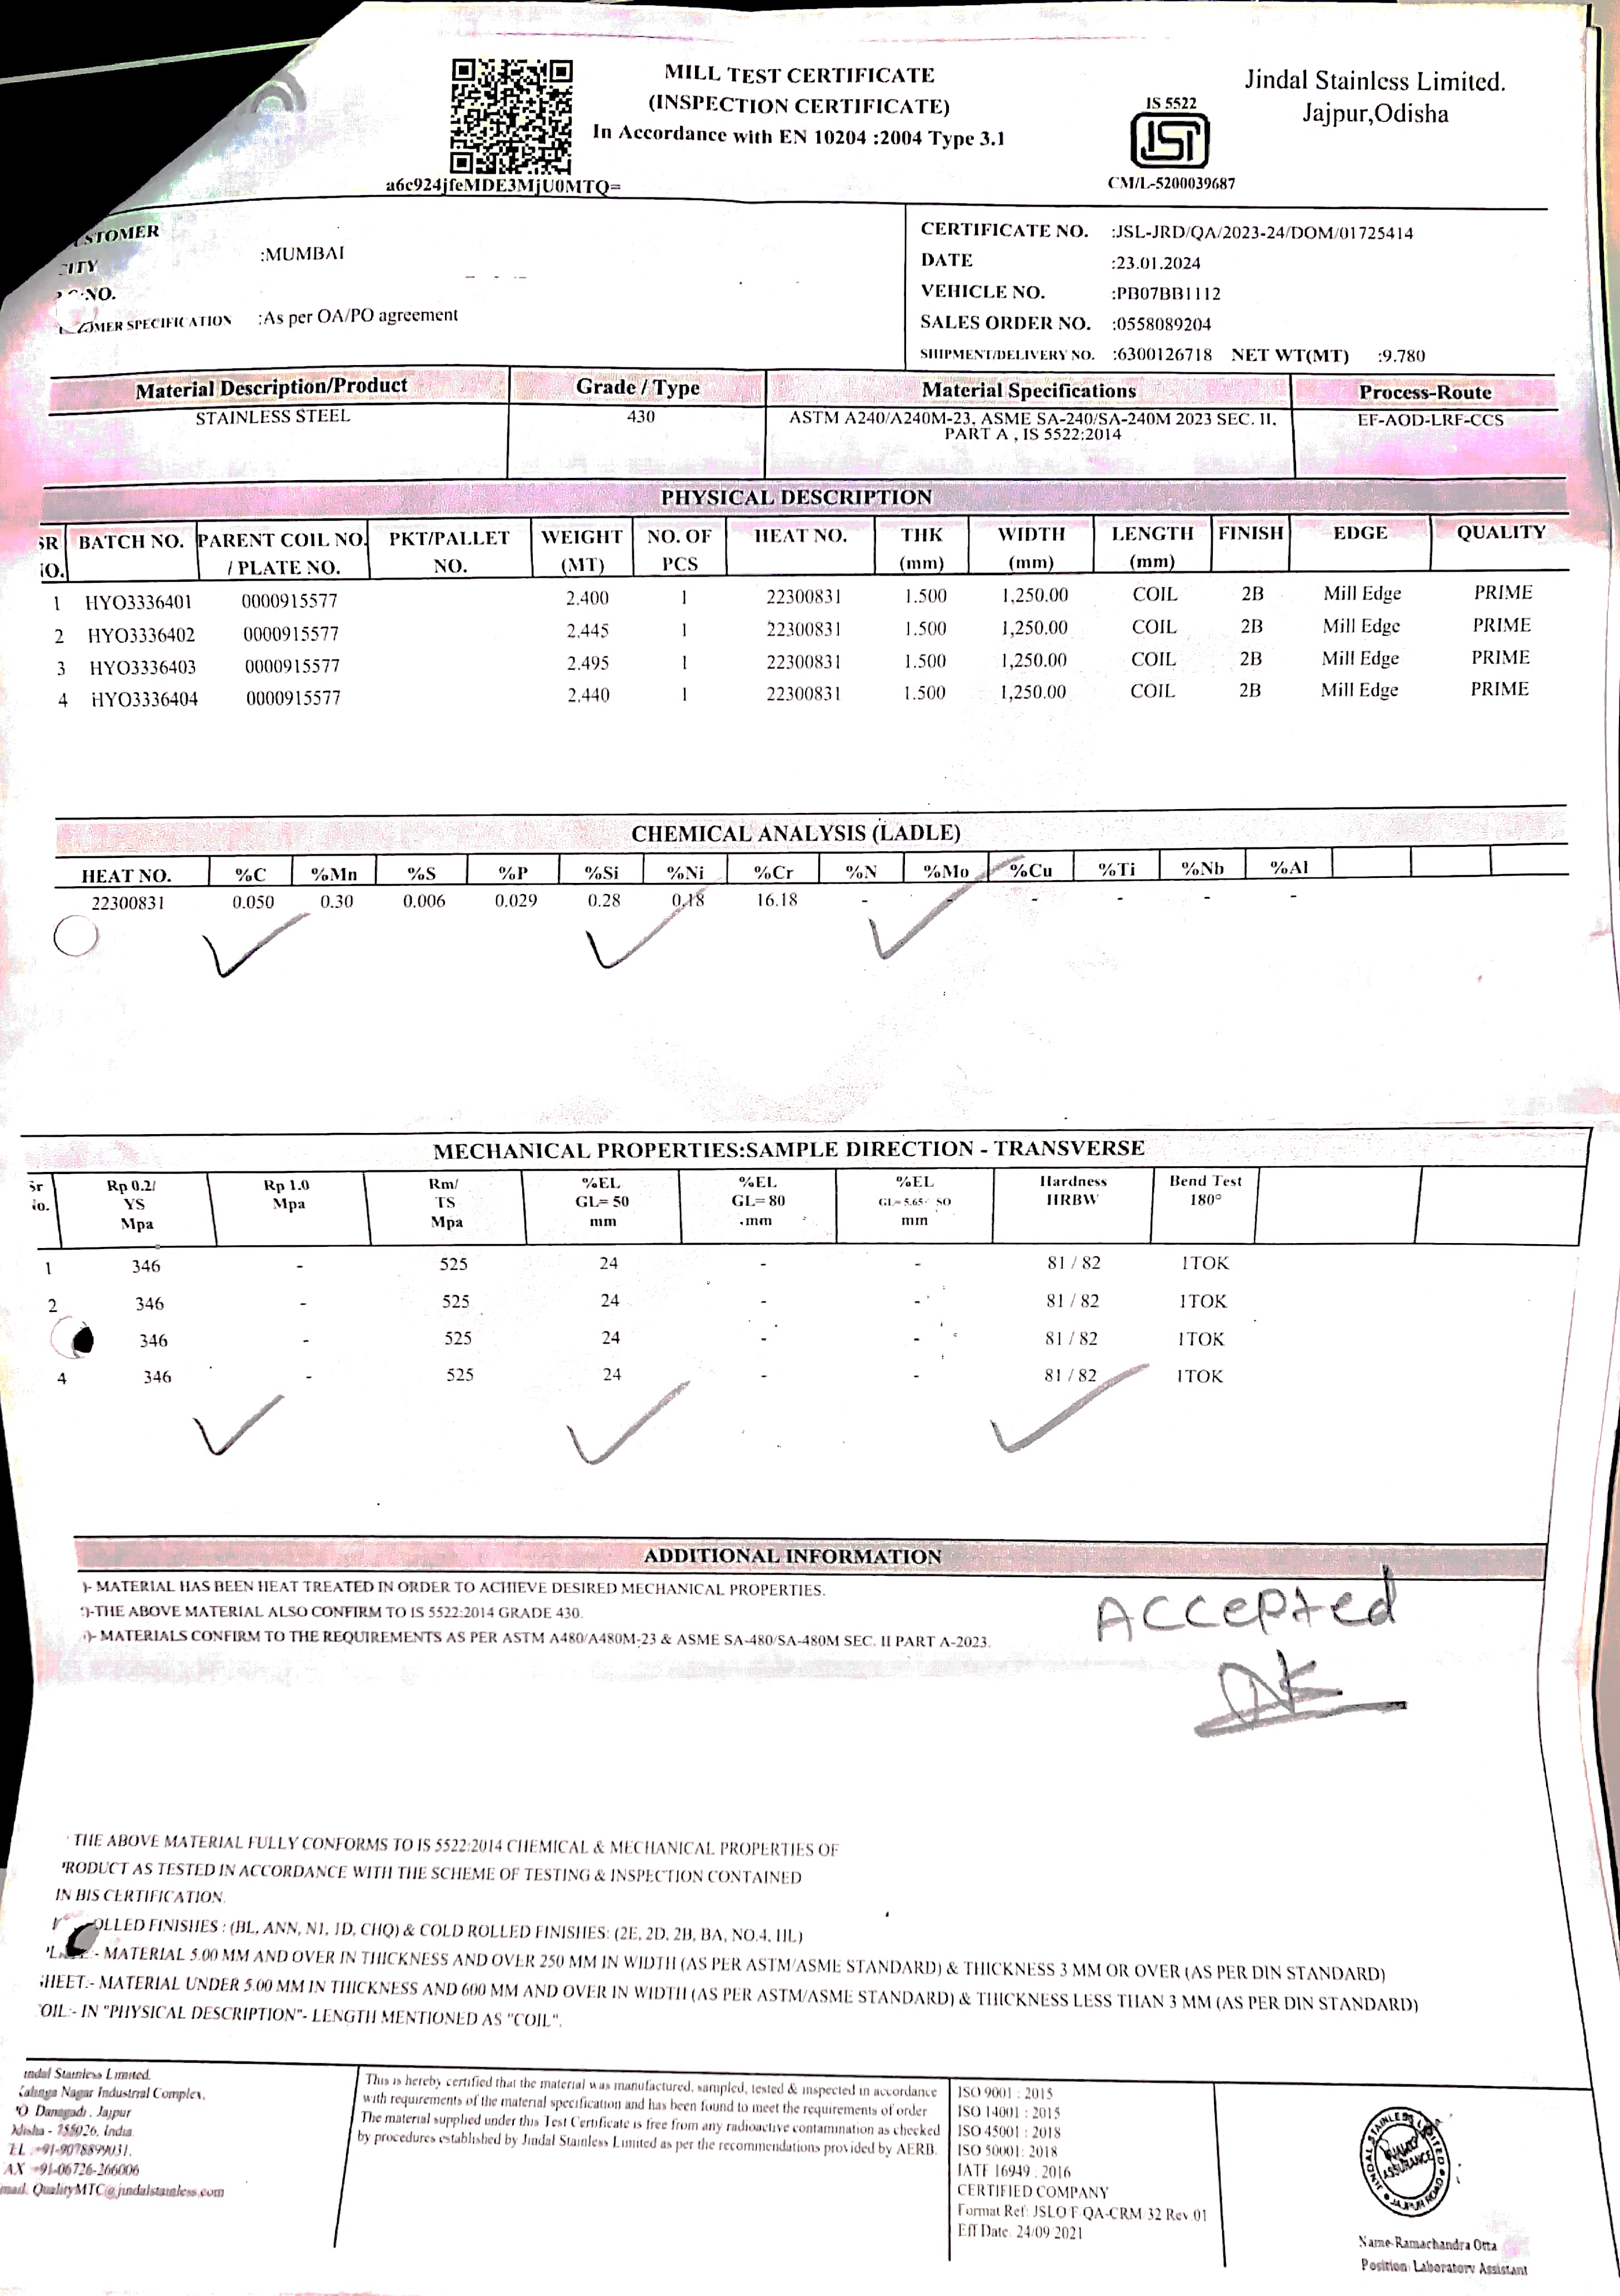 MILL TEST CERTIFICATE
(INSPECTION CERTIFICATE)
In Accordance with EN 10204 :2004 Type 3.1
a6c924jfeMDE3MjU0MTQ=
IS 5522
CM/L-5200039687
Jindal Stainless Limited.
Jajpur,Odisha
STOMER
ITY :MUMBAI
NO.
OMER SPECIFICATION :As per OA/PO agreement
CERTIFICATE NO. :JSL-JRD/QA/2023-24/DOM/01725414
DATE :23.01.2024
VEHICLE NO. :PB07BB1112
SALES ORDER NO. :0558089204
SHIPMENT/DELIVERY NO. :6300126718 NET WT(MT) :9.780
Material Description/Product Grade / Type Material Specifications Process-Route
STAINLESS STEEL 430 ASTM A240/A240M-23, ASME SA-240/SA-240M 2023 SEC. II, EF-AOD-LRF-CCS
PART A , IS 5522:2014
PHYSICAL DESCRIPTION
SR BATCH NO. PARENT COIL NO. PKT/PALLET WEIGHT NO. OF HEAT NO. THK WIDTH LENGTH FINISH EDGE QUALITY
NO. / PLATE NO. NO. (MT) PCS (mm) (mm) (mm)
1 HYO3336401 0000915577 2.400 1 22300831 1.500 1,250.00 COIL 2B Mill Edge PRIME
2 HYO3336402 0000915577 2.445 1 22300831 1.500 1,250.00 COIL 2B Mill Edge PRIME
3 HYO3336403 0000915577 2.495 1 22300831 1.500 1,250.00 COIL 2B Mill Edge PRIME
4 HYO3336404 0000915577 2.440 1 22300831 1.500 1,250.00 COIL 2B Mill Edge PRIME
CHEMICAL ANALYSIS (LADLE)
HEAT NO. %C %Mn %S %P %Si %Ni %Cr %N %Mo %Cu %Ti %Nb %Al
22300831 0.050 0.30 0.006 0.029 0.28 0.18 16.18 - - - - - -
MECHANICAL PROPERTIES:SAMPLE DIRECTION - TRANSVERSE
Sr Rp 0.2/ Rp 1.0 Rm/ %EL %EL %EL Hardness Bend Test
No. YS Mpa TS GL= 50 GL= 80 GL= 5.65 SO HRBW 180°
Mpa Mpa mm mm mm
1 346 - 525 24 - - 81 / 82 1TOK
2 346 - 525 24 - - 81 / 82 1TOK
346 - 525 24 - - 81 / 82 1TOK
4 346 - 525 24 - - 81 / 82 1TOK
ADDITIONAL INFORMATION
)- MATERIAL HAS BEEN HEAT TREATED IN ORDER TO ACHIEVE DESIRED MECHANICAL PROPERTIES.
)-THE ABOVE MATERIAL ALSO CONFIRM TO IS 5522:2014 GRADE 430.
)- MATERIALS CONFIRM TO THE REQUIREMENTS AS PER ASTM A480/A480M-23 & ASME SA-480/SA-480M SEC. II PART A-2023.
Accepted
THE ABOVE MATERIAL FULLY CONFORMS TO IS 5522:2014 CHEMICAL & MECHANICAL PROPERTIES OF
PRODUCT AS TESTED IN ACCORDANCE WITH THE SCHEME OF TESTING & INSPECTION CONTAINED
IN BIS CERTIFICATION.
OLLED FINISHES : (BL, ANN, N1, 1D, CHQ) & COLD ROLLED FINISHES: (2E, 2D, 2B, BA, NO.4, HL)
- MATERIAL 5.00 MM AND OVER IN THICKNESS AND OVER 250 MM IN WIDTH (AS PER ASTM/ASME STANDARD) & THICKNESS 3 MM OR OVER (AS PER DIN STANDARD)
SHEET:- MATERIAL UNDER 5.00 MM IN THICKNESS AND 600 MM AND OVER IN WIDTH (AS PER ASTM/ASME STANDARD) & THICKNESS LESS THAN 3 MM (AS PER DIN STANDARD)
OIL:- IN "PHYSICAL DESCRIPTION"- LENGTH MENTIONED AS "COIL".
indal Stainless Limited.
Kalinga Nagar Industrial Complex,
O Danagadi , Jajpur
Odisha - 755026, India.
EL : +91-9078899031,
AX +91-06726-266006
mail. QualityMTC@jindalstainless.com
This is hereby certified that the material was manufactured, sampled, tested & inspected in accordance
with requirements of the material specification and has been found to meet the requirements of order
The material supplied under this Test Certificate is free from any radioactive contamination as checked
by procedures established by Jindal Stainless Limited as per the recommendations provided by AERB.
ISO 9001 : 2015
ISO 14001 : 2015
ISO 45001 : 2018
ISO 50001: 2018
IATF 16949 : 2016
CERTIFIED COMPANY
Format Ref: JSLO F QA-CRM 32 Rev 01
Eff Date: 24/09 2021
JINDAL STAINLESS LIMITED
QUALITY
ASSURANCE
JAJPUR ROAD
Name-Ramachandra Otta
Position: Laboratory Assistant